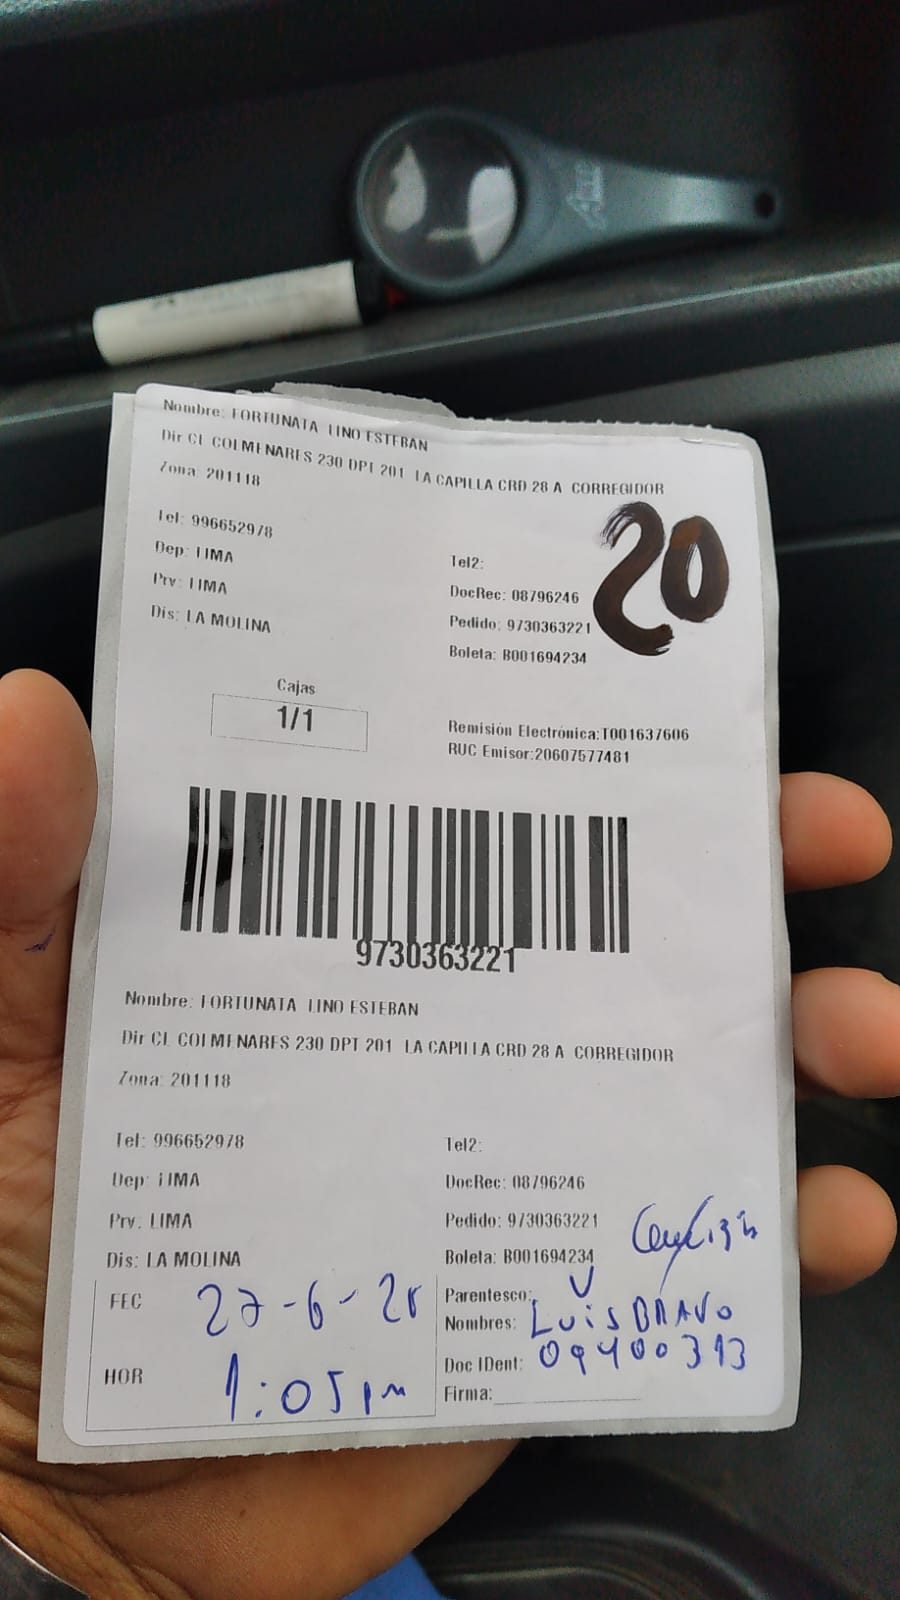 Nombre: FORTUNATA LINO ESTEBAN
Dir CL COLMENARES 230 DPT 201 LA CAPILLA CRD 28 A CORREGIDOR
Zona: 201118
20
Tel: 996652978
Tel2:
Dep: LIMA
DocRec: 08796246
Prv: LIMA
Pedido: 9730363221
Dis: LA MOLINA
Boleta: B001694234
Cajas
1/1
Remisión Electrónica:T001637606
RUC Emisor:20607577481
9730363221
Nombre: FORTUNATA LINO ESTEBAN
Dir CL COLMENARES 230 DPT 201 LA CAPILLA CRD 28 A CORREGIDOR
Zona: 201118
Tel: 996652978
Tel2:
Dep: LIMA
DocRec: 08796246
Prv. LIMA
Pedido: 9730363221
Dis: LA MOLINA
Boleta: B001694234
FEC 27-6-25
Parentesco:
Nombres: LUIS BRAVO
HOR 1:05 pm
Doc IDent: 09400313
Firma: